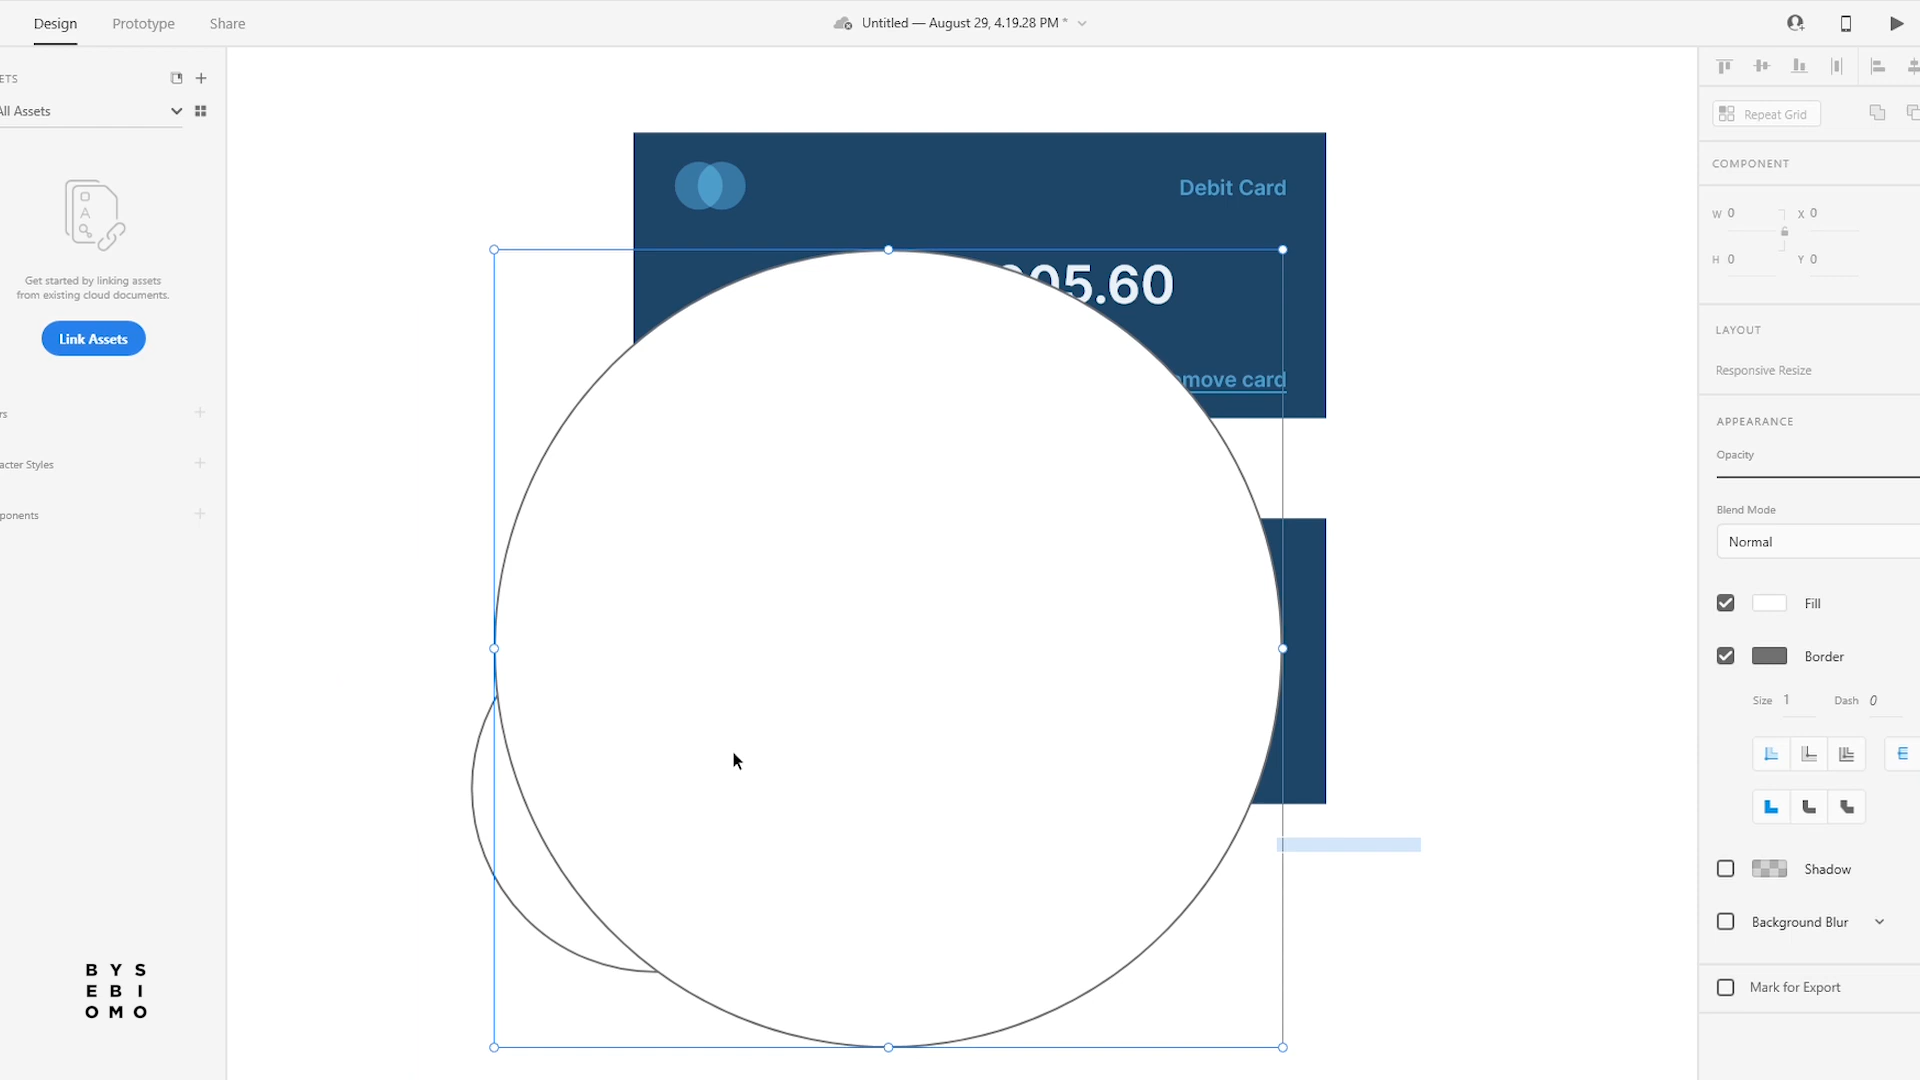 Design Prototype Share
Untitled — August 29, 4.19.28 PM *
ETS
All Assets
Get started by linking assets
from existing cloud documents.
Link Assets
rs
acter Styles
ponents
B Y S
E B I
O M O
Debit Card
05.60
move card
Repeat Grid
COMPONENT
W 0 X 0
H 0 Y 0
LAYOUT
Responsive Resize
APPEARANCE
Opacity
Blend Mode
Normal
Fill
Border
Size 1 Dash 0
Shadow
Background Blur
Mark for Export